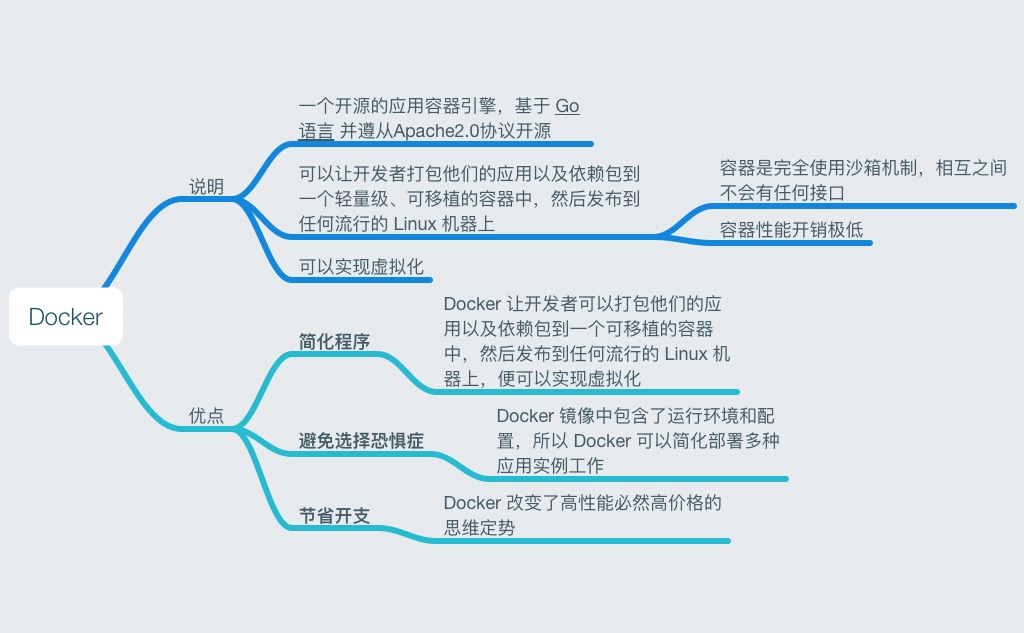 Docker
说明
一个开源的应用容器引擎，基于 Go
语言 并遵从Apache2.0协议开源
可以让开发者打包他们的应用以及依赖包到
一个轻量级、可移植的容器中，然后发布到
任何流行的 Linux 机器上
容器是完全使用沙箱机制，相互之间
不会有任何接口
容器性能开销极低
可以实现虚拟化
优点
简化程序
Docker 让开发者可以打包他们的应
用以及依赖包到一个可移植的容器
中，然后发布到任何流行的 Linux 机
器上，便可以实现虚拟化
避免选择恐惧症
Docker 镜像中包含了运行环境和配
置，所以 Docker 可以简化部署多种
应用实例工作
节省开支
Docker 改变了高性能必然高价格的
思维定势